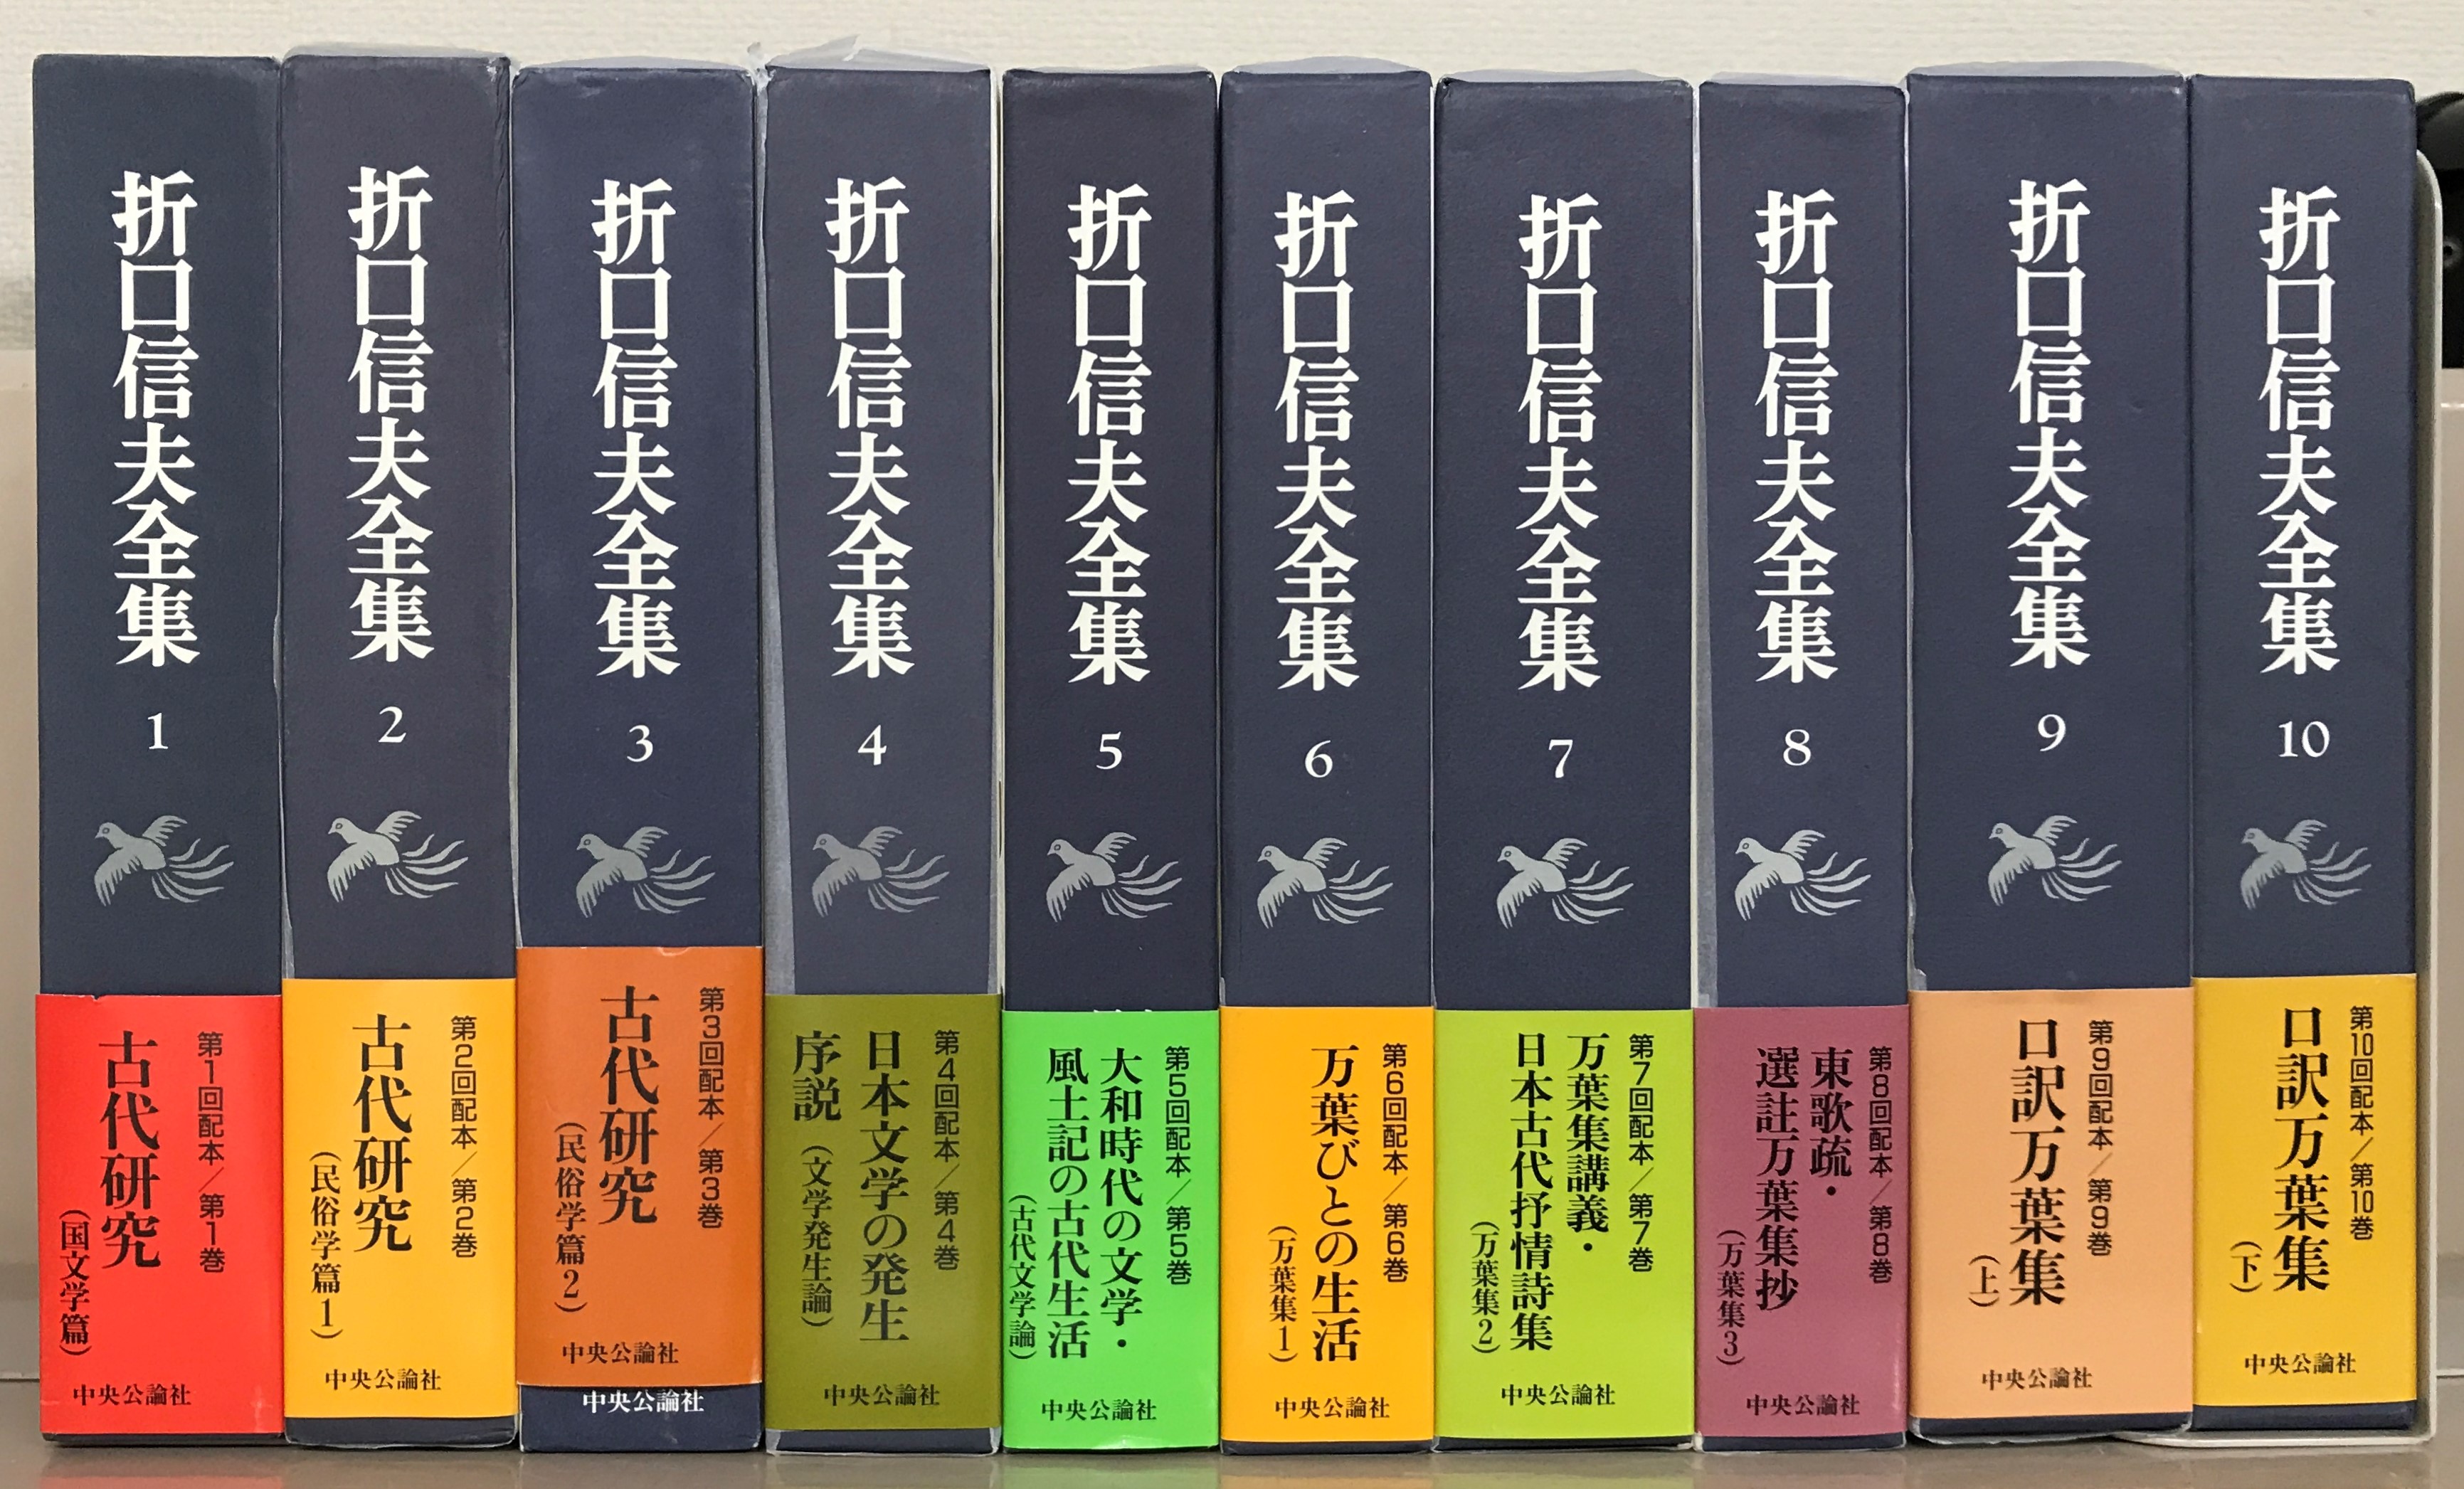 折口信夫全集
1
第1回配本/第1巻
古代研究
(国文学篇)
中央公論社
折口信夫全集
2
第2回配本/第2巻
古代研究
(民俗学篇1)
中央公論社
折口信夫全集
3
第3回配本/第3巻
古代研究
(民俗学篇2)
中央公論社
中央公論社
折口信夫全集
4
第4回配本/第4巻
日本文学の発生
序説(文学発生論)
中央公論社
折口信夫全集
5
第5回配本/第5巻
大和時代の文学・
風土記の古代生活
(古代文学論)
中央公論社
折口信夫全集
6
第6回配本/第6巻
万葉びとの生活
(万葉集1)
中央公論社
折口信夫全集
7
第7回配本/第7巻
万葉集講義・
日本古代抒情詩集
(万葉集2)
中央公論社
折口信夫全集
8
第8回配本/第8巻
東歌疏・
選註万葉集抄
(万葉集3)
中央公論社
折口信夫全集
9
第9回配本/第9巻
口訳万葉集
(上)
中央公論社
折口信夫全集
10
第10回配本/第10巻
口訳万葉集
(下)
中央公論社